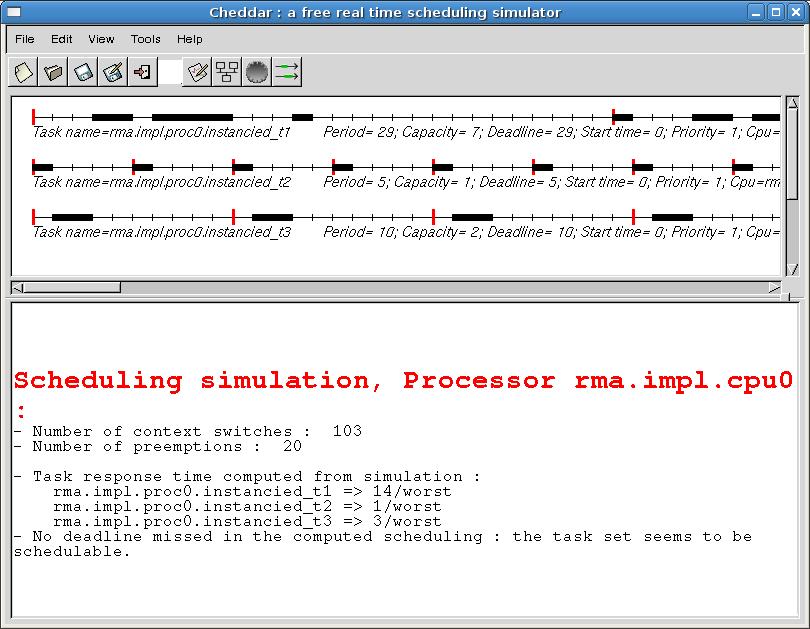 Cheddar : a free real time scheduling simulator
File Edit View Tools Help
Task name=rma.impl.proc0.instancied_t1 Period= 29; Capacity= 7; Deadline= 29; Start time= 0; Priority= 1; Cpu=
Task name=rma.impl.proc0.instancied_t2 Period= 5; Capacity= 1; Deadline= 5; Start time= 0; Priority= 1; Cpu=rm
Task name=rma.impl.proc0.instancied_t3 Period= 10; Capacity= 2; Deadline= 10; Start time= 0; Priority= 1; Cpu=
Scheduling simulation, Processor rma.impl.cpu0
:
- Number of context switches : 103
- Number of preemptions : 20
- Task response time computed from simulation :
rma.impl.proc0.instancied_t1 => 14/worst
rma.impl.proc0.instancied_t2 => 1/worst
rma.impl.proc0.instancied_t3 => 3/worst
- No deadline missed in the computed scheduling : the task set seems to be
schedulable.